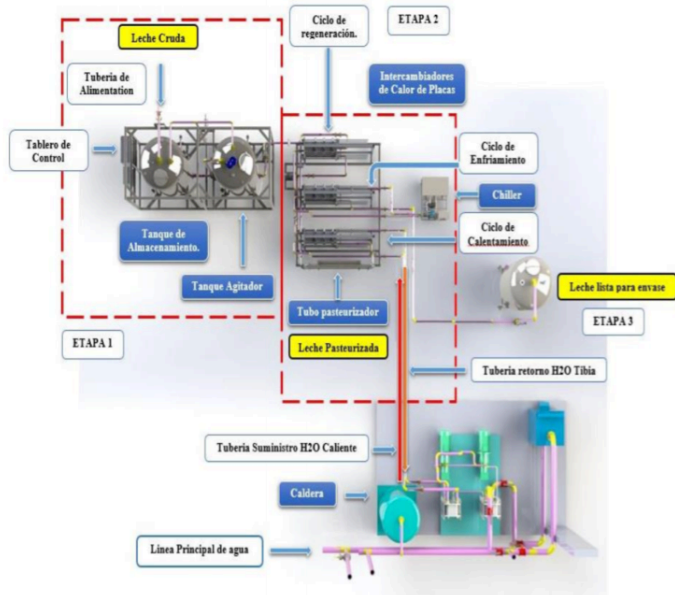 Ciclo de
regeneración.
ETAPA 2
Leche Cruda
Tubería de
Alimentation
Intercambiadores
de Calor de Placas
Tablero de
Control
Ciclo de
Enfriamiento
Chiller
Tanque de
Almacenamiento.
Ciclo de
Calentamiento
Tanque Agitador
Tubo pasteurizador
Leche lista para envase
ETAPA 3
ETAPA 1
Leche Pasteurizada
Tubería retorno H2O Tibia
Tubería Suministro H2O Caliente
Caldera
Línea Principal de agua